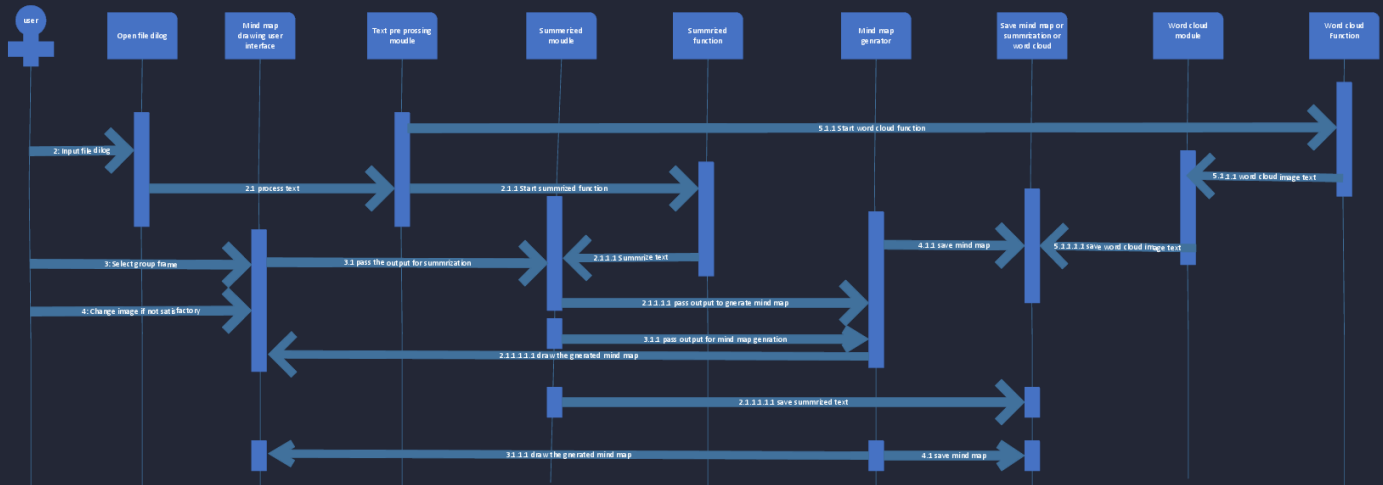 user
Open file dilog
Mind map
drawing user
interface
Text pre prossing
moudle
Summerized
moudle
Summrized
function
Mind map
genrator
Save mind map or
summrization or
word cloud
Word cloud
module
Word cloud
Function
5.1.1 Start word cloud function
2: Input file dilog
5.1.1.1 word cloud image text
2.1 process text
2.1.1 Start summrized function
4.1.1 save mind map
5.1.1.1.1 save word cloud image text
2.1.1.1 Summrize text
3: Select group frame
3.1 pass the output for summrization
2.1.1.1.1 pass output to gnerate mind map
4: Change image if not satisfactory
3.1.1 pass output for mind map genration
2.1.1.1.1.1 draw the gnerated mind map
2.1.1.1.1.1 save summrized text
3.1.1.1 draw the gnerated mind map
4.1 save mind map